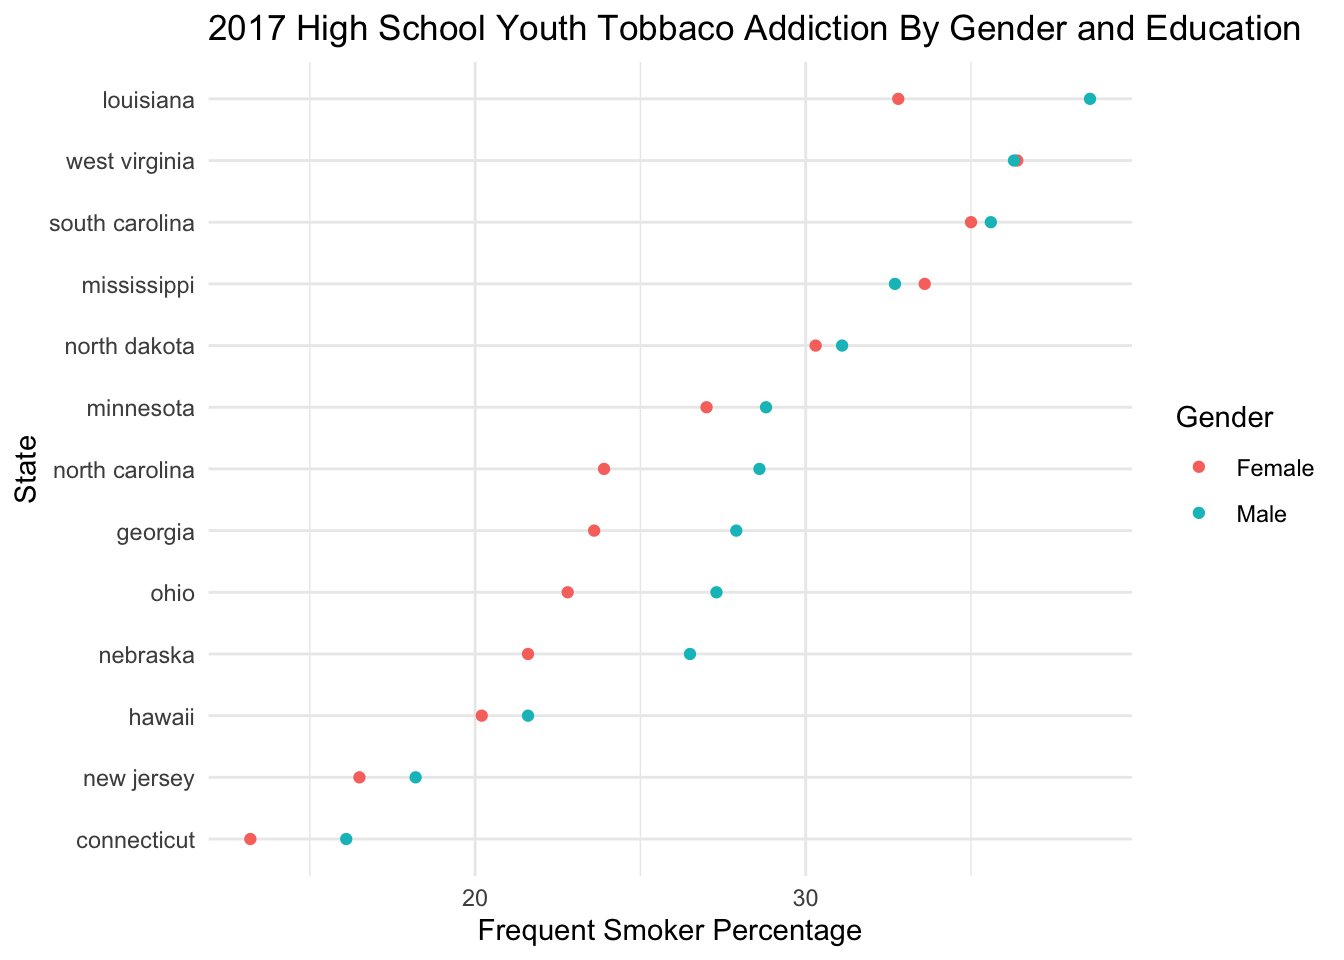 2017 High School Youth Tobbaco Addiction By Gender and Education
louisiana
west virginia
south carolina
mississippi
north dakota
minnesota
north carolina
georgia
ohio
nebraska
hawaii
new jersey
connecticut
State
20
30
Frequent Smoker Percentage
Gender
Female
Male